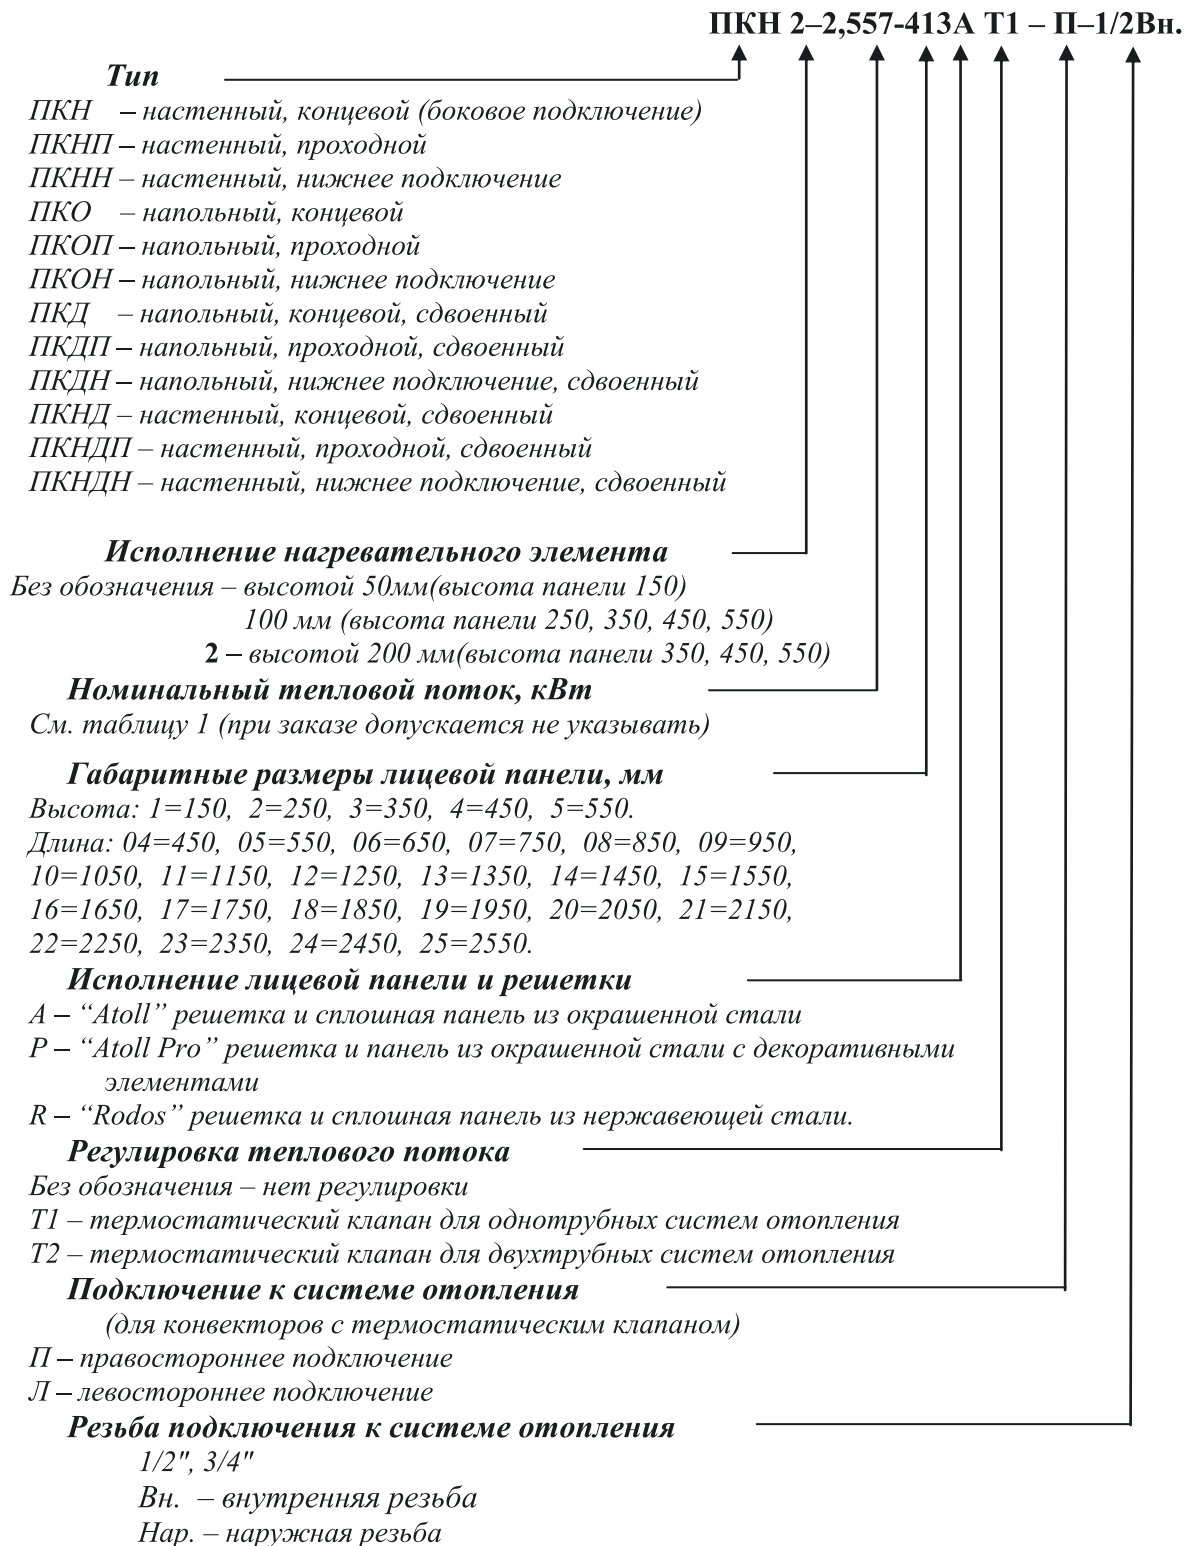 ПКН 2–2,557-413А Т1 – П–1/2Вн.
Тип
ПКН – настенный, концевой (боковое подключение)
ПКНП – настенный, проходной
ПКНН – настенный, нижнее подключение
ПКО – напольный, концевой
ПКОП – напольный, проходной
ПКОН – напольный, нижнее подключение
ПКД – напольный, концевой, сдвоенный
ПКДП – напольный, проходной, сдвоенный
ПКДН – напольный, нижнее подключение, сдвоенный
ПКНД – настенный, концевой, сдвоенный
ПКНДП – настенный, проходной, сдвоенный
ПКНДН – настенный, нижнее подключение, сдвоенный
Исполнение нагревательного элемента
Без обозначения – высотой 50мм(высота панели 150)
100 мм (высота панели 250, 350, 450, 550)
2 – высотой 200 мм(высота панели 350, 450, 550)
Номинальный тепловой поток, кВт
См. таблицу 1 (при заказе допускается не указывать)
Габаритные размеры лицевой панели, мм
Высота: 1=150, 2=250, 3=350, 4=450, 5=550.
Длина: 04=450, 05=550, 06=650, 07=750, 08=850, 09=950,
10=1050, 11=1150, 12=1250, 13=1350, 14=1450, 15=1550,
16=1650, 17=1750, 18=1850, 19=1950, 20=2050, 21=2150,
22=2250, 23=2350, 24=2450, 25=2550.
Исполнение лицевой панели и решетки
А – “Atoll” решетка и сплошная панель из окрашенной стали
P – “Atoll Pro” решетка и панель из окрашенной стали с декоративными
элементами
R – “Rodos” решетка и сплошная панель из нержавеющей стали.
Регулировка теплового потока
Без обозначения – нет регулировки
Т1 – термостатический клапан для однотрубных систем отопления
Т2 – термостатический клапан для двухтрубных систем отопления
Подключение к системе отопления
(для конвекторов с термостатическим клапаном)
П – правостороннее подключение
Л – левостороннее подключение
Резьба подключения к системе отопления
1/2", 3/4"
Вн. – внутренняя резьба
Нар. – наружная резьба